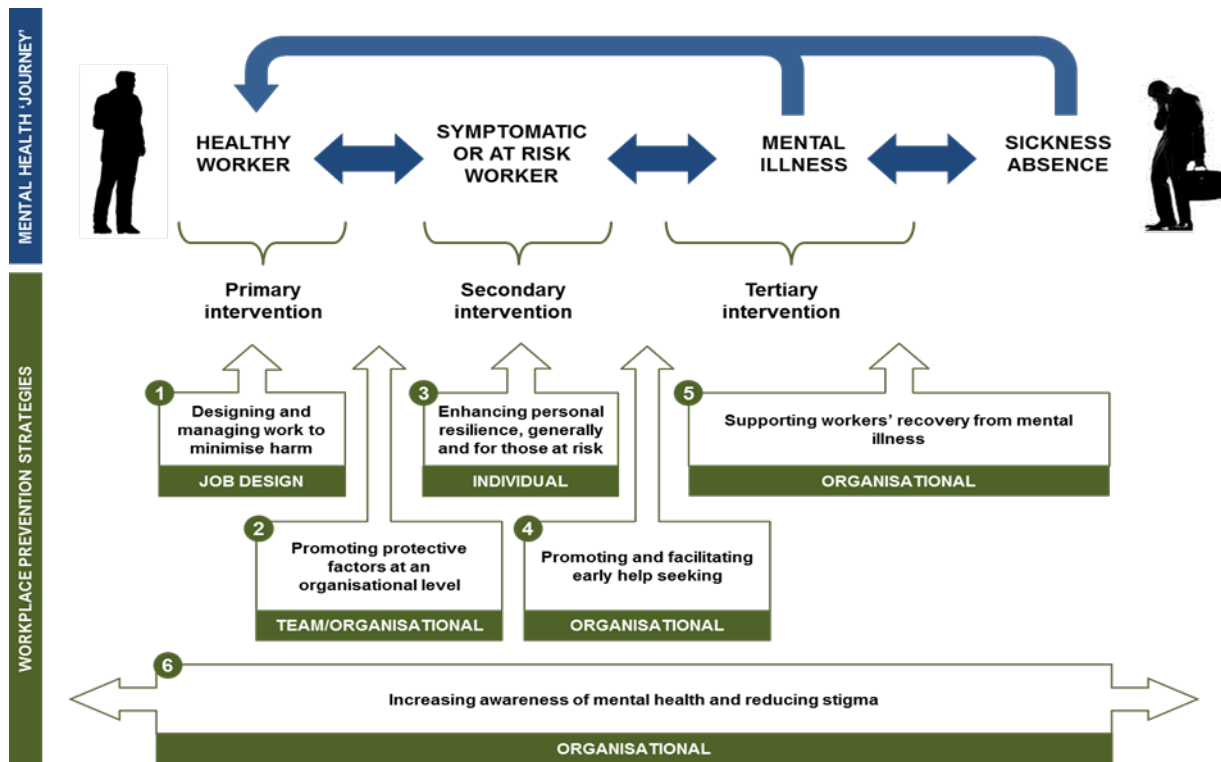 MENTAL HEALTH ‘JOURNEY’
HEALTHY
WORKER
SYMPTOMATIC
OR AT RISK
WORKER
MENTAL
ILLNESS
SICKNESS
ABSENCE
WORKPLACE PREVENTION STRATEGIES
Primary
intervention
Secondary
intervention
Tertiary
intervention
1
Designing and
managing work to
minimise harm
JOB DESIGN
3
Enhancing personal
resilience, generally
and for those at risk
INDIVIDUAL
5
Supporting workers’ recovery from mental
illness
ORGANISATIONAL
2
Promoting protective
factors at an
organisational level
TEAM/ORGANISATIONAL
4
Promoting and facilitating
early help seeking
ORGANISATIONAL
6
Increasing awareness of mental health and reducing stigma
ORGANISATIONAL